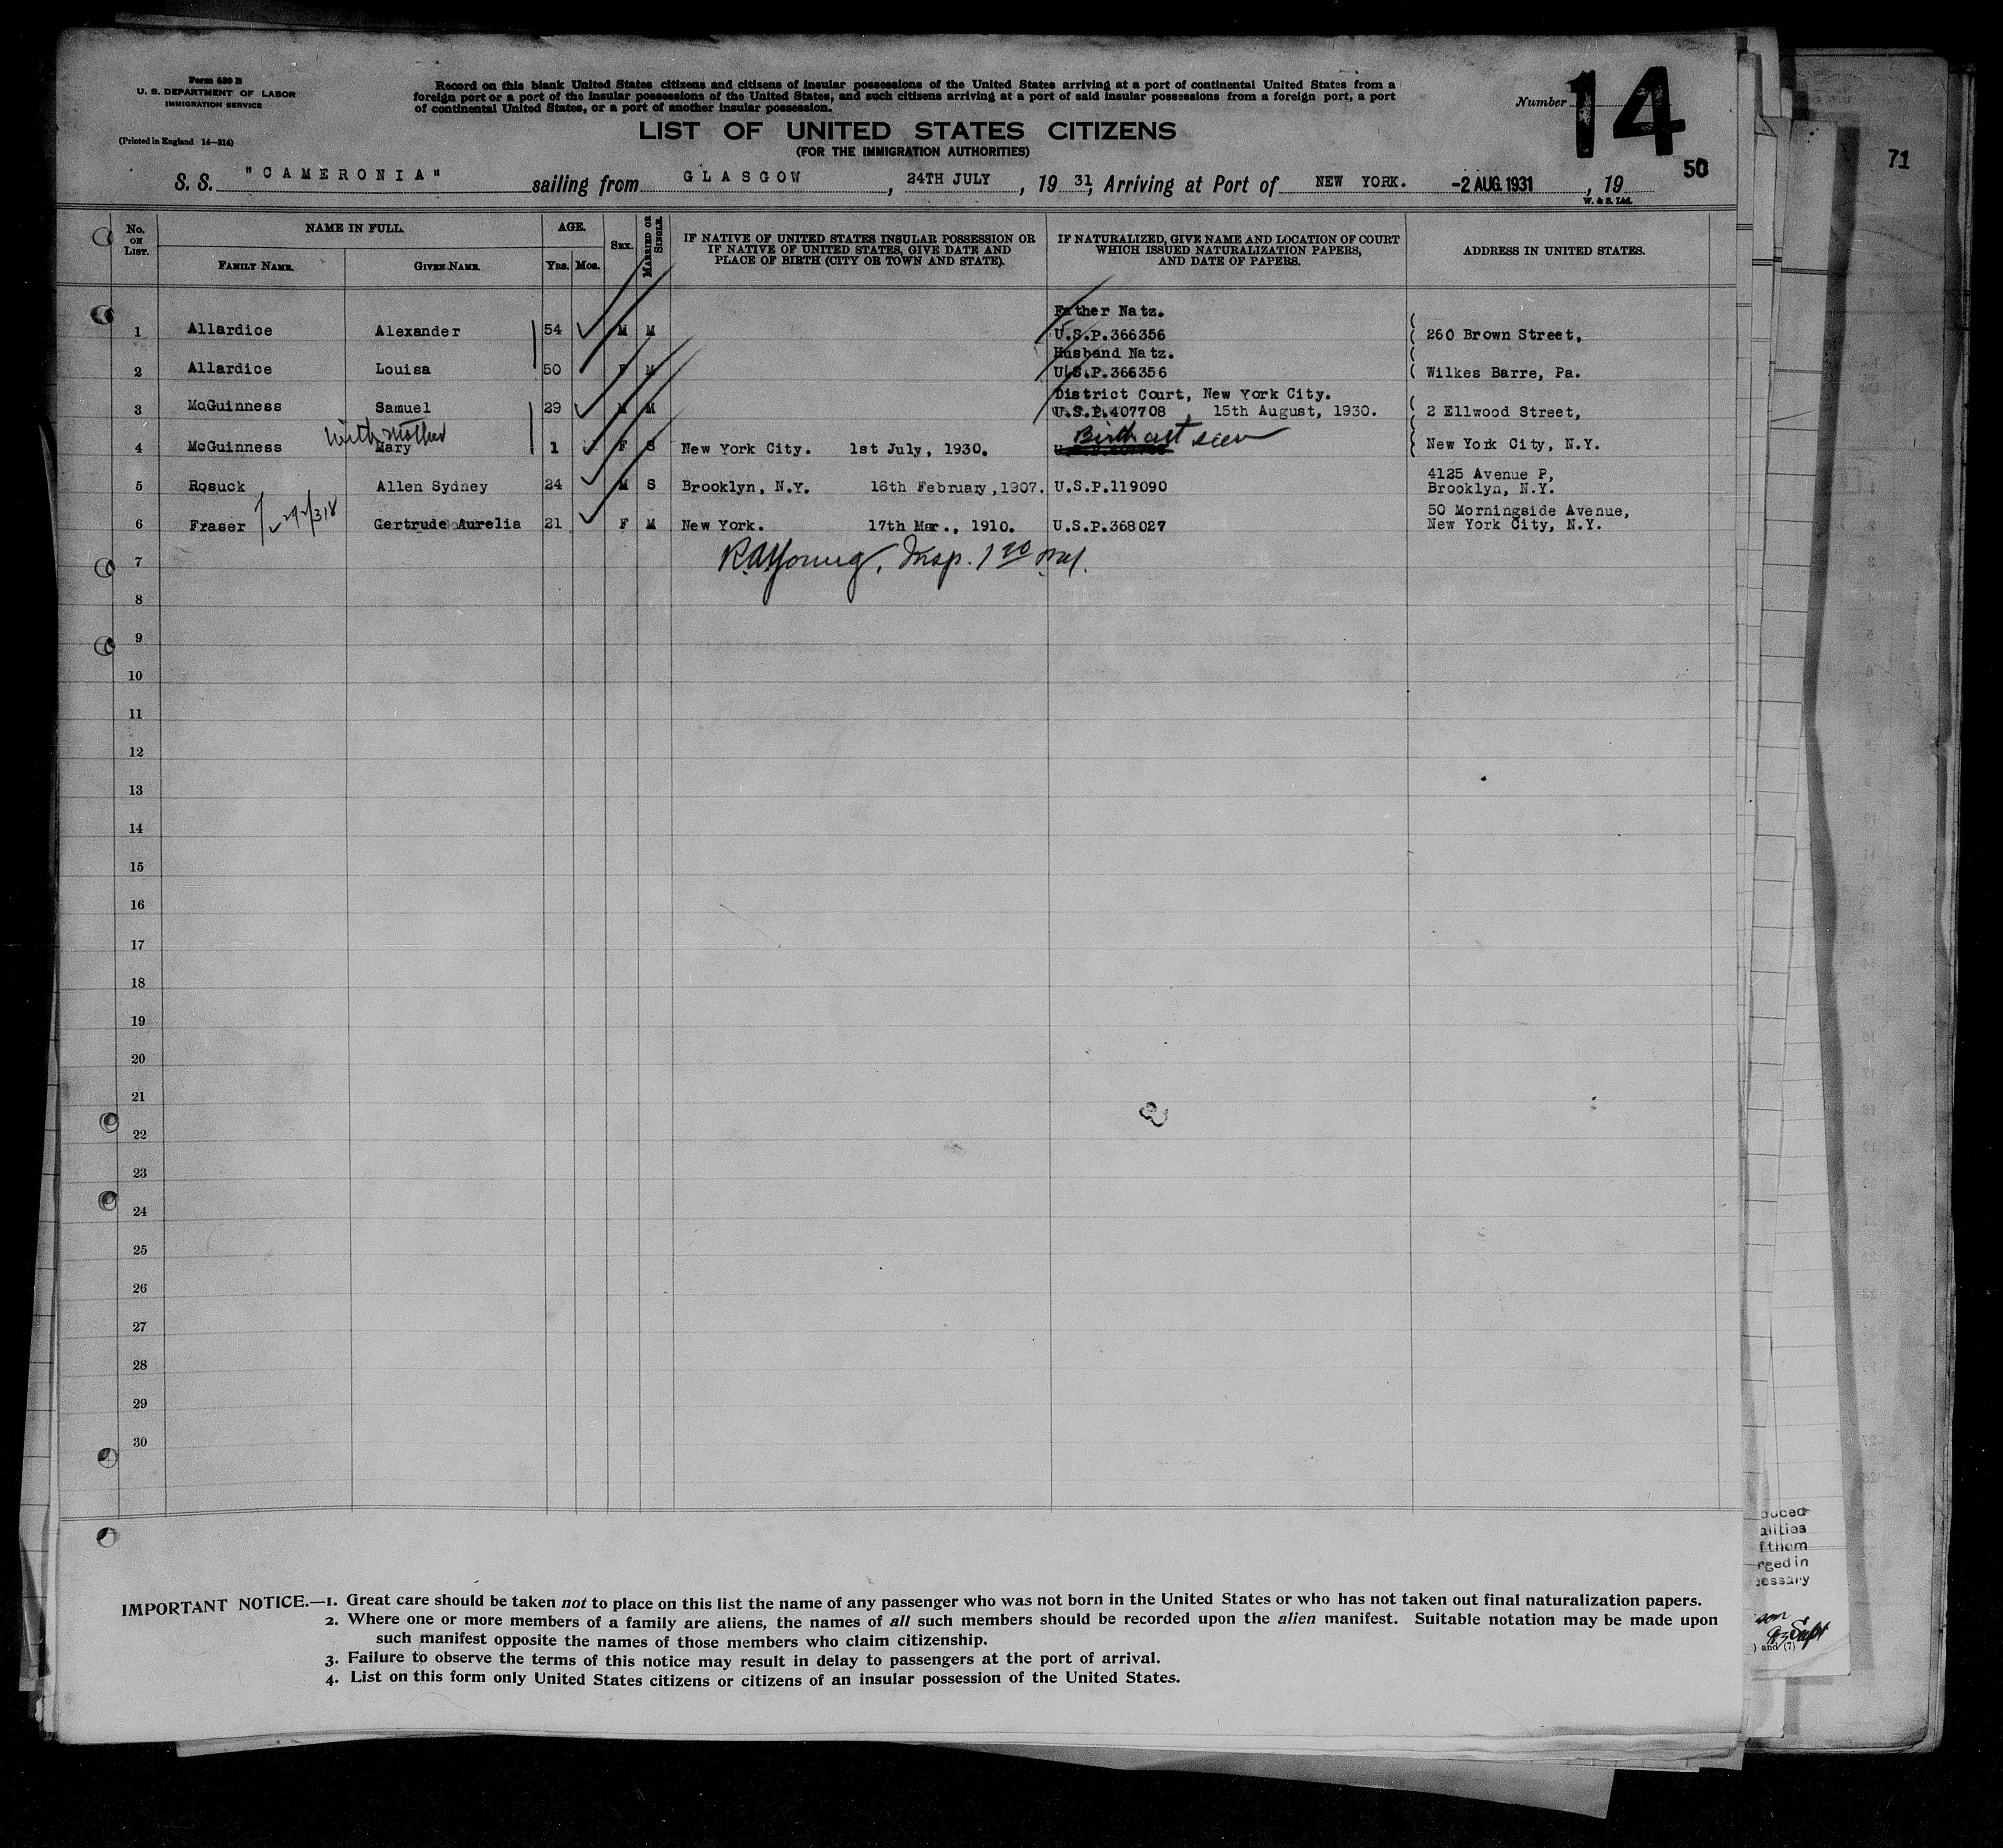 Form 630 B
U. S. DEPARTMENT OF LABOR
IMMIGRATION SERVICE
(Printed in England 14—214)
Record on this blank United States citizens and citizens of insular possessions of the United States arriving at a port of continental United States from a
foreign port or a port of the insular possessions of the United States, and such citizens arriving at a port of said insular possessions from a foreign port, a port
of continental United States, or a port of another insular possession.
LIST OF UNITED STATES CITIZENS
(FOR THE IMMIGRATION AUTHORITIES)
Number 14
50
71
S. S. "CAMERONIA" sailing from GLASGOW, 24TH JULY, 19 31, Arriving at Port of NEW YORK. -2 AUG. 1931, 19
W. & S. Ltd.
No. ON LIST. NAME IN FULL. FAMILY NAME. GIVEN NAME. AGE. Yrs. Mos. SEX. MARRIED OR SINGLE. IF NATIVE OF UNITED STATES INSULAR POSSESSION OR IF NATIVE OF UNITED STATES, GIVE DATE AND PLACE OF BIRTH (CITY OR TOWN AND STATE). IF NATURALIZED, GIVE NAME AND LOCATION OF COURT WHICH ISSUED NATURALIZATION PAPERS, AND DATE OF PAPERS. ADDRESS IN UNITED STATES.
Father Natz.
1 Allardice Alexander 54 M M U.S.P.366356 260 Brown Street,
Husband Natz.
2 Allardice Louisa 50 F M U.S.P.366356 Wilkes Barre, Pa.
District Court, New York City.
3 McGuinness Samuel 29 M M U.S.P.407708, 15th August, 1930. 2 Ellwood Street,
with mother Birth cert seen
4 McGuinness Mary 1 F S New York City. 1st July, 1930. New York City, N.Y.
4125 Avenue P,
5 Rosuck Allen Sydney 24 M S Brooklyn, N.Y. 16th February, 1907. U.S.P.119090 Brooklyn, N.Y.
50 Morningside Avenue,
6 Fraser Gertrude Aurelia 21 F M New York. 17th Mar., 1910. U.S.P.368027 New York City, N.Y.
7 R.A. Young, Insp.
8
9
10
11
12
13
14
15
16
17
18
19
20
21
22
23
24
25
26
27
28
29
30
duced
alities
f them
rged in
cessary
) and (7)
IMPORTANT NOTICE.—1. Great care should be taken not to place on this list the name of any passenger who was not born in the United States or who has not taken out final naturalization papers.
2. Where one or more members of a family are aliens, the names of all such members should be recorded upon the alien manifest. Suitable notation may be made upon
such manifest opposite the names of those members who claim citizenship.
3. Failure to observe the terms of this notice may result in delay to passengers at the port of arrival.
4. List on this form only United States citizens or citizens of an insular possession of the United States.